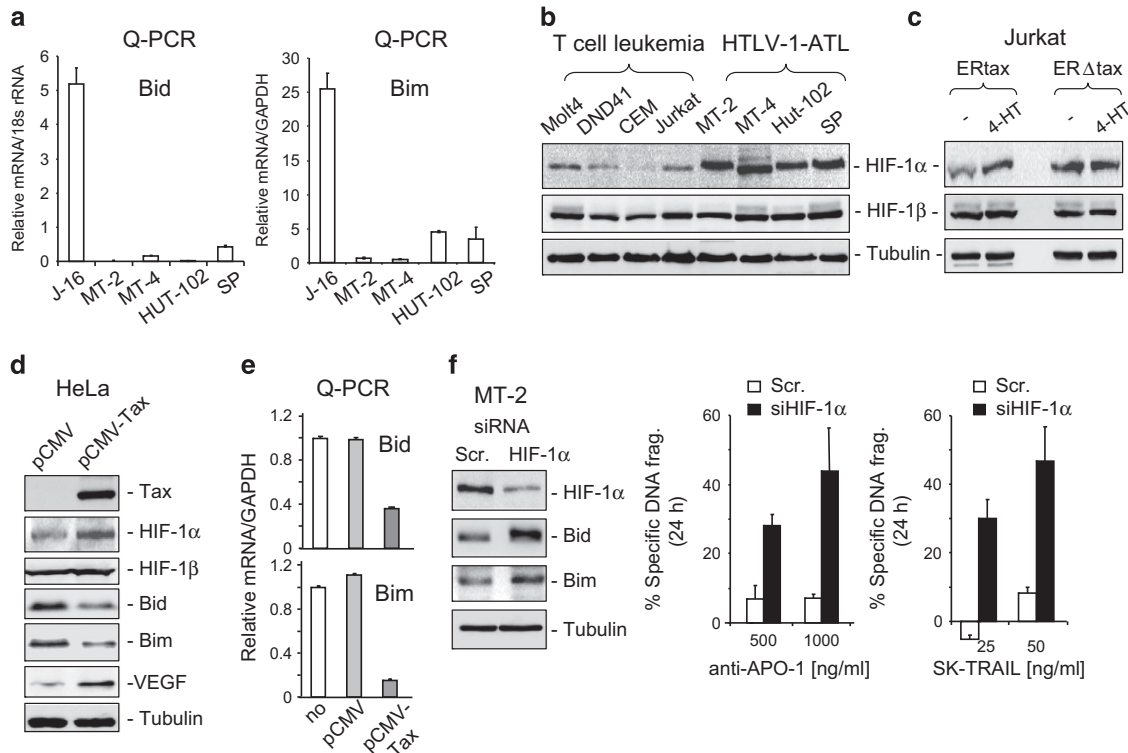 a
Q-PCR
Bid
Relative mRNA/18s rRNA
6
5
4
3
2
1
0
J-16
MT-2
MT-4
HUT-102
SP
Q-PCR
Bim
Relative mRNA/GAPDH
30
25
20
15
10
5
0
J-16
MT-2
MT-4
HUT-102
SP
b
T cell leukemia
HTLV-1-ATL
Molt4
DND41
CEM
Jurkat
MT-2
MT-4
Hut-102
SP
- HIF-1α -
- HIF-1β -
- Tubulin -
c
Jurkat
ERtax
ERΔtax
-
4-HT
-
4-HT
d
HeLa
pCMV
pCMV-Tax
- Tax
- HIF-1α
- HIF-1β
- Bid
- Bim
-VEGF
- Tubulin
e
Q-PCR
Relative mRNA/GAPDH
1.2
0.8
0.4
0
Bid
1.2
0.8
0.4
0
Bim
no
pCMV
pCMV-
Tax
f
MT-2
siRNA
Scr. HIF-1α
- HIF-1α
- Bid
- Bim
- Tubulin
Scr.
siHIF-1α
% Specific DNA frag.
(24 h)
60
40
20
0
500 1000
anti-APO-1 [ng/ml]
Scr.
siHIF-1α
% Specific DNA frag.
(24 h)
60
40
20
0
25 50
SK-TRAIL [ng/ml]